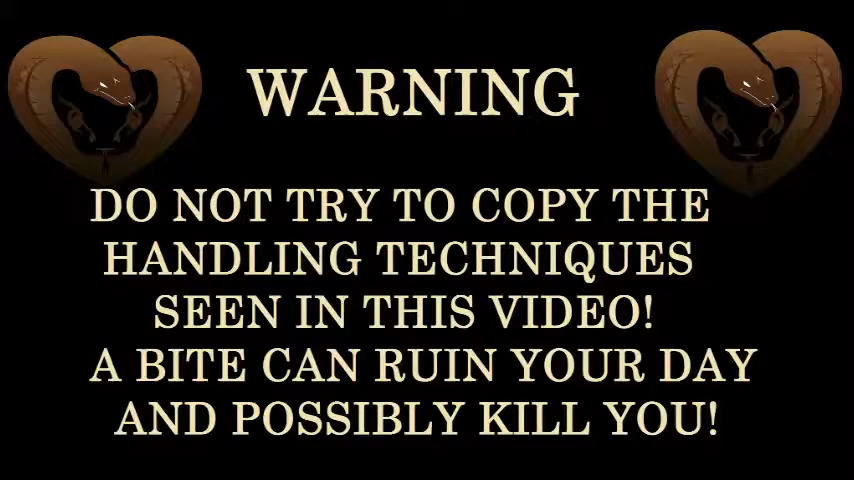 WARNING
DO NOT TRY TO COPY THE
HANDLING TECHNIQUES
SEEN IN THIS VIDEO!
A BITE CAN RUIN YOUR DAY
AND POSSIBLY KILL YOU!